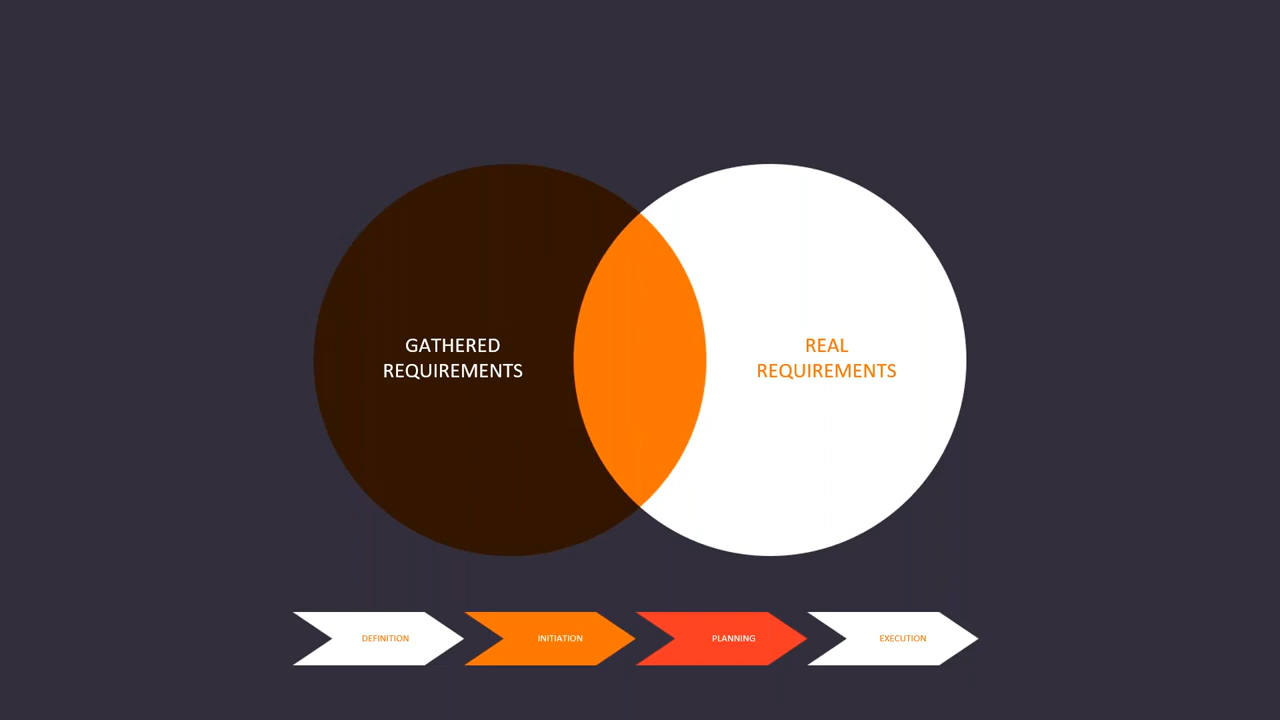 GATHERED
REQUIREMENTS
REAL
REQUIREMENTS
DEFINITION
INITIATION
PLANNING
EXECUTION